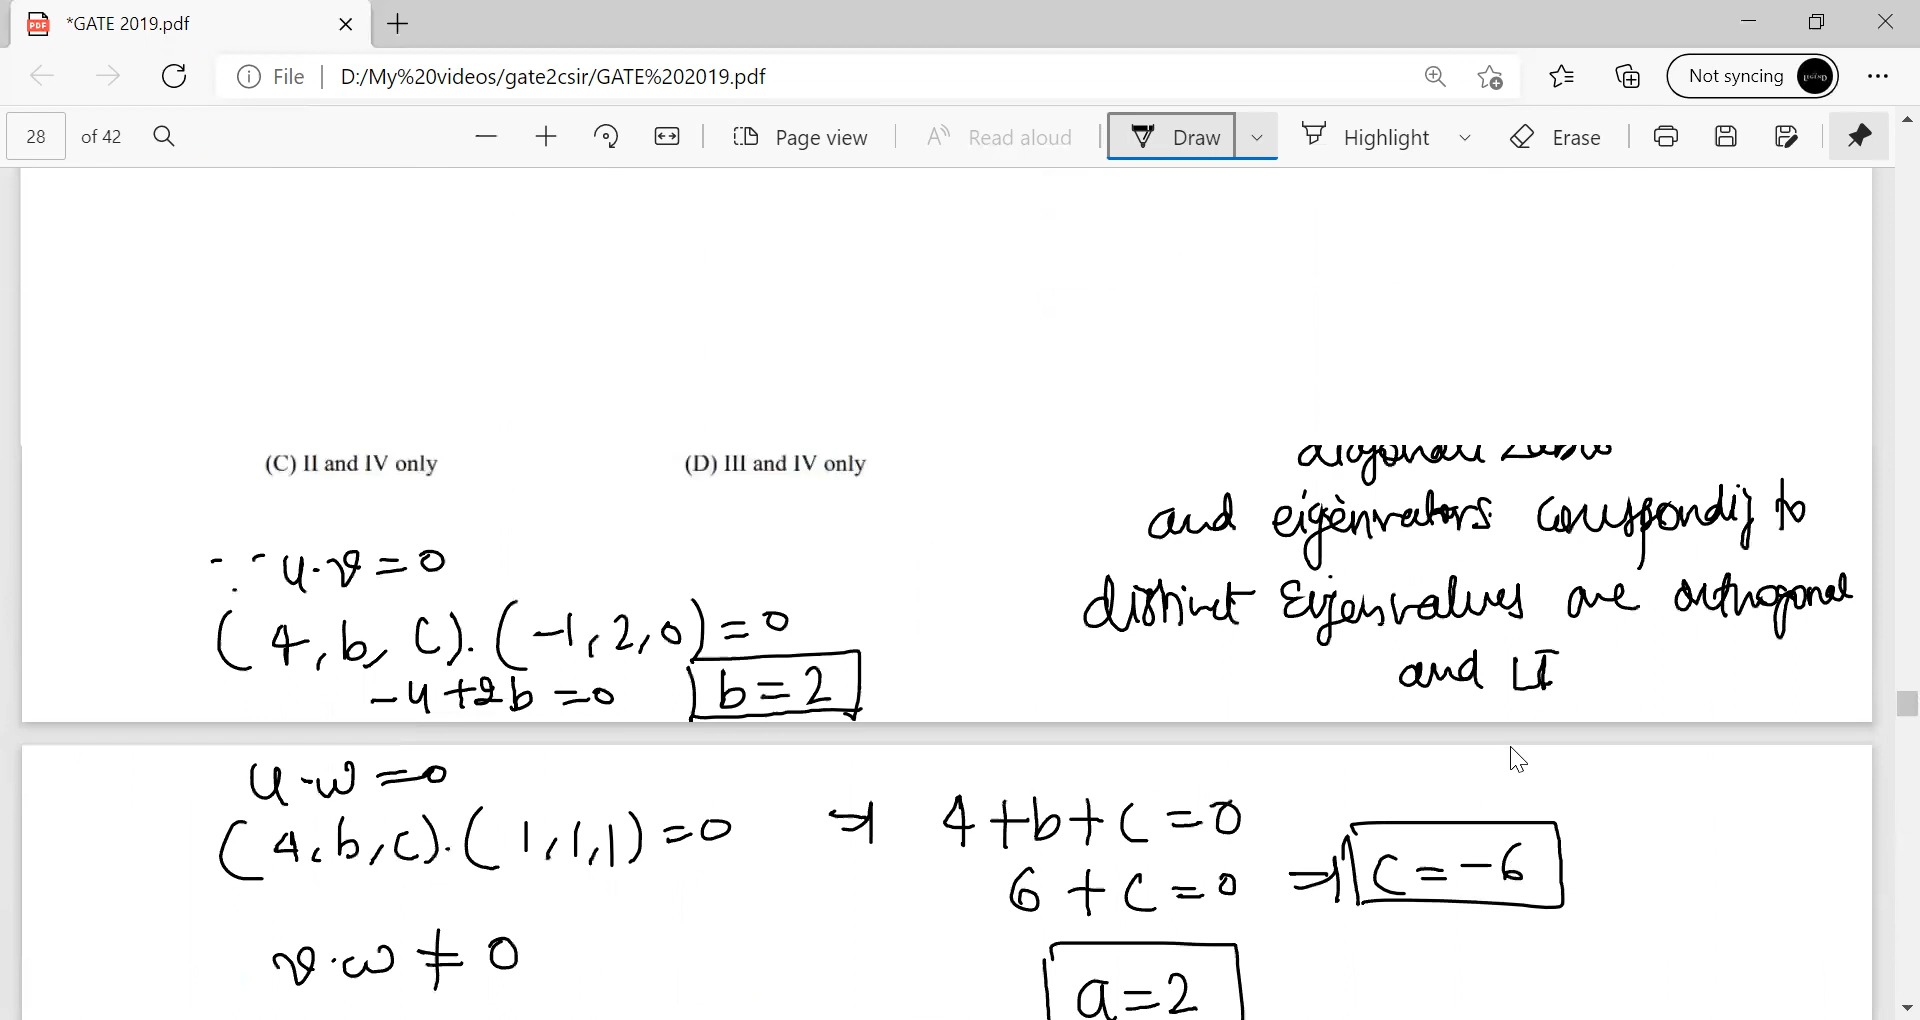 *GATE 2019.pdf
File | D:/My%20videos/gate2csir/GATE%202019.pdf
Not syncing
28 of 42
Page view
Read aloud
Draw
Highlight
Erase
(C) II and IV only
(D) III and IV only
and eigenvectors corresponding to
distinct Eigenvalues are orthogonal
and LI
∵ u·v = 0
(4, b, c). (-1, 2, 0) = 0
-4 + 2b = 0
b = 2
u·w = 0
(4, b, c). (1, 1, 1) = 0 ⇒ 4 + b + c = 0
6 + c = 0 ⇒ c = -6
v·w ≠ 0
a = 2